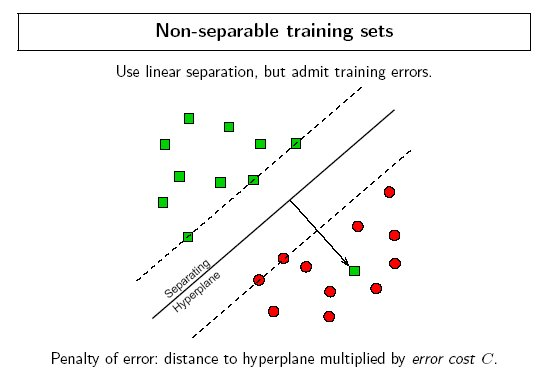 Non-separable training sets
Use linear separation, but admit training errors.
Separating
Hyperplane
Penalty of error: distance to hyperplane multiplied by error cost C.